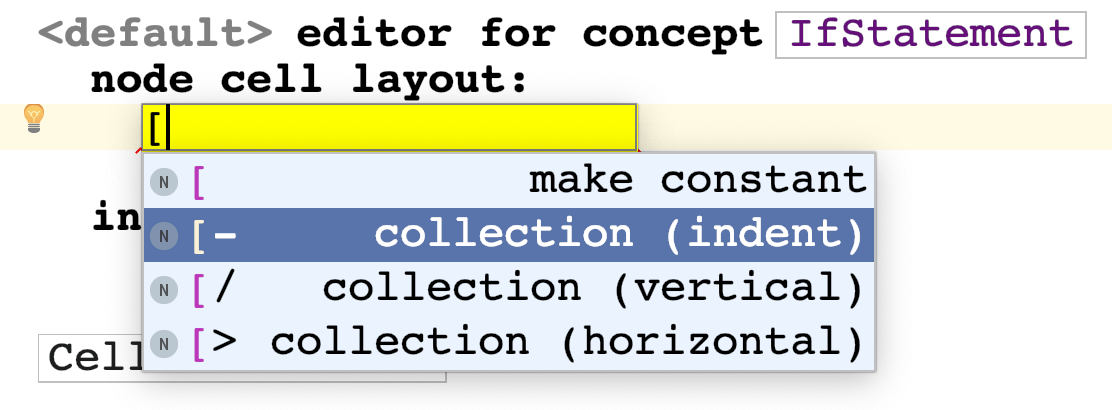 <default> editor for concept IfStatement
node cell layout:
[
N [ make constant
in
N [- collection (indent)
N [/ collection (vertical)
N [> collection (horizontal)
Cell